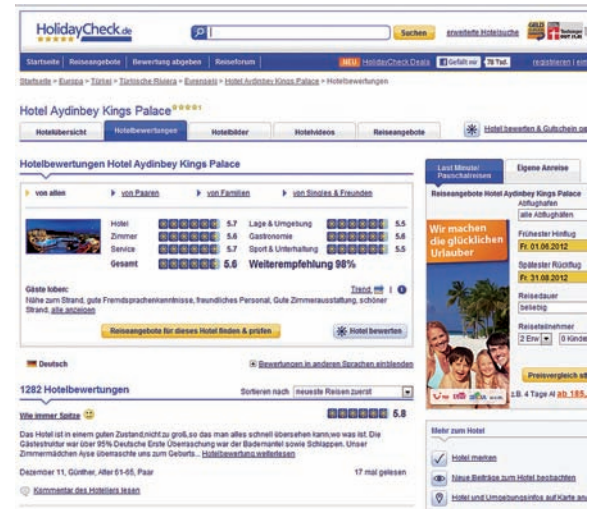 HolidayCheck.de
Suchen
erweiterte Hotelsuche
Startseite | Reiseangebote | Bewertung abgeben | Reiseforum |
NEU HolidayCheck Deals
Gefällt mir 78 Tsd.
registrieren |
Startseite > Europa > Türkei > Türkische Riviera > Evrenseki > Hotel Aydinbey Kings Palace > Hotelbewertungen
Hotel Aydinbey Kings Palace
Hotelübersicht
Hotelbewertungen
Hotelbilder
Hotelvideos
Reiseangebote
Hotel bewerten & Gutschein
Hotelbewertungen Hotel Aydinbey Kings Palace
von allen
von Paaren
von Familien
von Singles & Freunden
Hotel 5.7 Lage & Umgebung 5.5
Zimmer 5.6 Gastronomie 5.6
Service 5.7 Sport & Unterhaltung 5.5
Gesamt 5.6 Weiterempfehlung 98%
Gäste loben:
Trend: |
Nähe zum Strand, gute Fremdsprachenkenntnisse, freundliches Personal, Gute Zimmerausstattung, schöner
Strand, alle anzeigen
Reiseangebote für dieses Hotel finden & prüfen
Hotel bewerten
Deutsch
Bewertungen in anderen Sprachen einblenden
1282 Hotelbewertungen
Sortieren nach neueste Reisen zuerst
Wie immer Spitze
5.8
Das Hotel ist in einem guten Zustand,nicht zu groß,so das man alles schnell übersehen kann,wo was ist. Die
Gästestruktur war über 95% Deutsche Erste Überraschung war der Bademantel sowie Schlappen. Unser
Zimmermädchen Ayse überraschte uns zum Geburts... Hotelbewertung weiterlesen
Dezember 11, Günther, Alter 61-65, Paar
17 mal gelesen
Kommentar des Hoteliers lesen
Last Minute/
Pauschalreisen
Eigene Anreise
Reiseangebote Hotel Aydinbey Kings Palace
Wir machen
die glücklichen
Urlauber
Abflughafen
alle Abflughäfen
Frühester Hinflug
Fr. 01.06.2012
Spätester Rückflug
Fr. 31.08.2012
Reisedauer
beliebig
Reiseteilnehmer
2 Erw 0 Kinde
Preisvergleich
z.B. 4 Tage AI ab 185,
Mehr zum Hotel
Hotel merken
Neue Beiträge zum Hotel beobachten
Hotel und Umgebungsinfos auf Karte